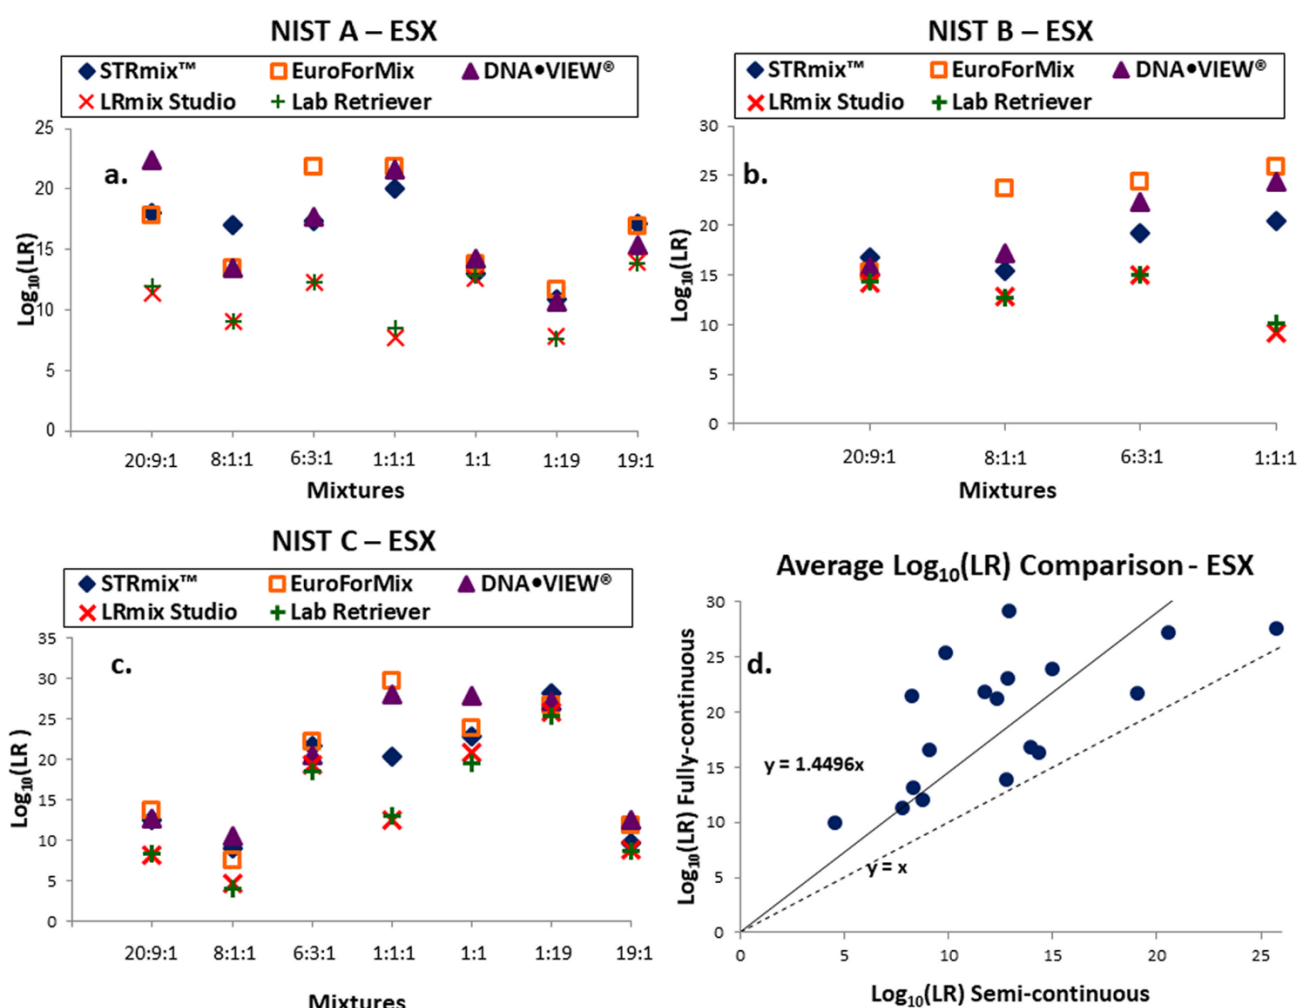 NIST A – ESX
STRmix™ EuroForMix DNA•VIEW®
LRmix Studio Lab Retriever
a.
Log10(LR)
25
20
15
10
5
0
20:9:1 8:1:1 6:3:1 1:1:1 1:1 1:19 19:1
Mixtures
NIST B – ESX
STRmix™ EuroForMix DNA•VIEW®
LRmix Studio Lab Retriever
b.
Log10(LR)
30
25
20
15
10
5
0
20:9:1 8:1:1 6:3:1 1:1:1
Mixtures
NIST C – ESX
STRmix™ EuroForMix DNA•VIEW®
LRmix Studio Lab Retriever
c.
Log10(LR )
35
30
25
20
15
10
5
0
20:9:1 8:1:1 6:3:1 1:1:1 1:1 1:19 19:1
Mixtures
Average Log10(LR) Comparison - ESX
d.
Log10(LR) Fully-continuous
30
25
20
15
10
5
0
y = 1.4496x
y = x
0 5 10 15 20 25
Log10(LR) Semi-continuous